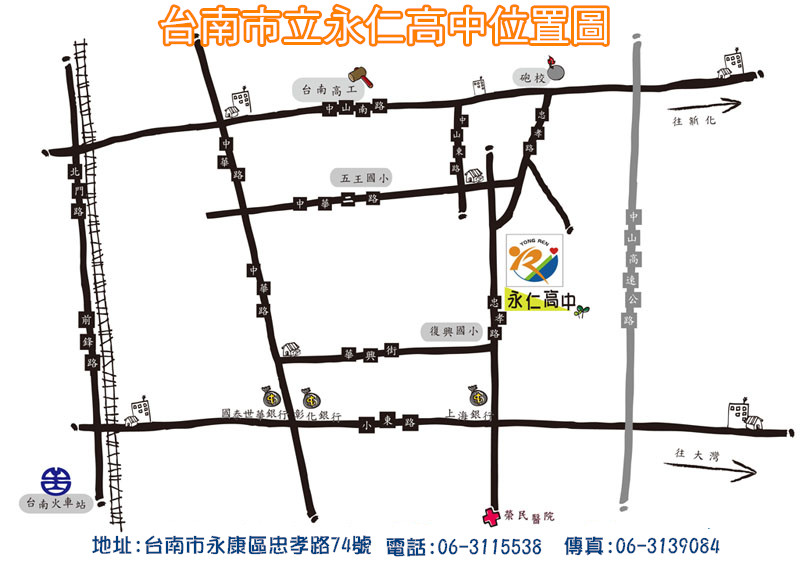 台南市立永仁高中位置圖
台南高工
砲校
中山南路
往新化
中華路
中山東路
忠孝路
北門路
五王國小
中華二路
中山高速公路
YONG REN
永仁高中
中華路
忠孝路
前鋒路
復興國小
華興街
國泰世華銀行
彰化銀行
上海銀行
小東路
往大灣
台南火車站
榮民醫院
地址:台南市永康區忠孝路74號 電話:06-3115538 傳真:06-3139084